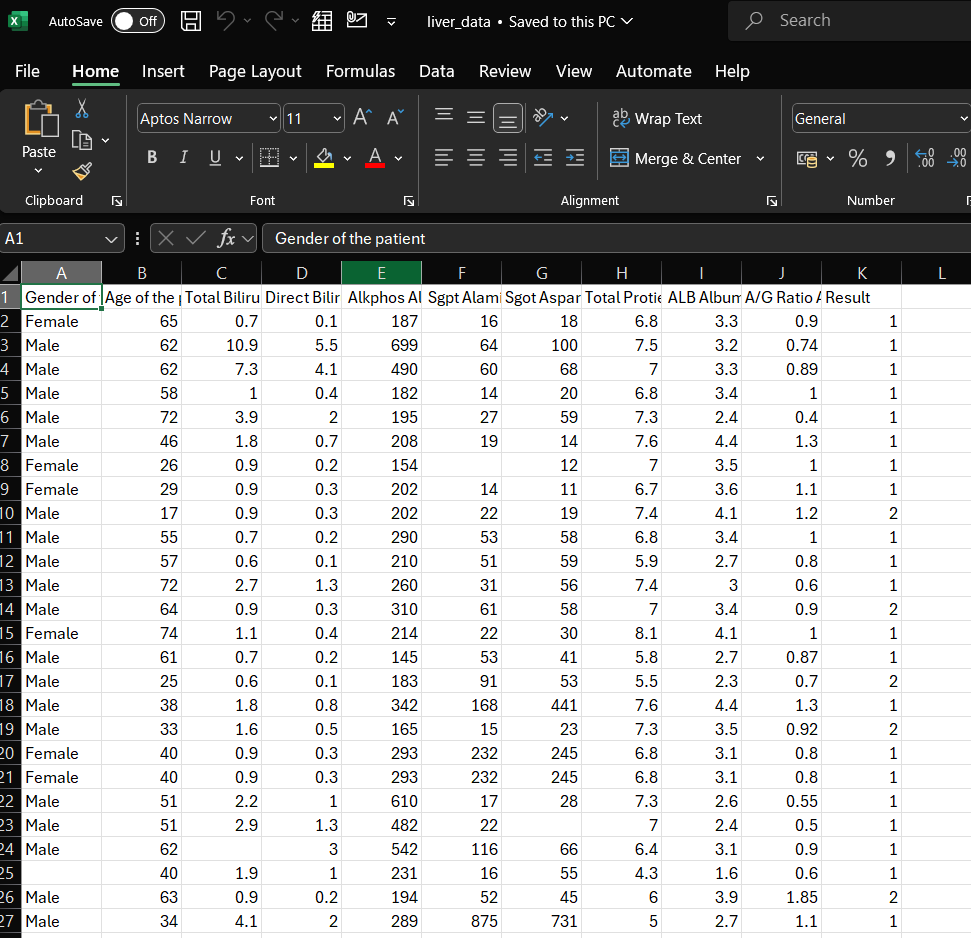 AutoSave Off liver_data • Saved to this PC Search
File Home Insert Page Layout Formulas Data Review View Automate Help
Aptos Narrow 11 Wrap Text General
Paste B I U A Merge & Center % .00
Clipboard Font Alignment Number
A1 fx Gender of the patient
A B C D E F G H I J K L
1 Gender of Age of the Total Biliru Direct Bilir Alkphos Al Sgpt Alami Sgot Aspar Total Protie ALB Album A/G Ratio A Result
2 Female 65 0.7 0.1 187 16 18 6.8 3.3 0.9 1
3 Male 62 10.9 5.5 699 64 100 7.5 3.2 0.74 1
4 Male 62 7.3 4.1 490 60 68 7 3.3 0.89 1
5 Male 58 1 0.4 182 14 20 6.8 3.4 1 1
6 Male 72 3.9 2 195 27 59 7.3 2.4 0.4 1
7 Male 46 1.8 0.7 208 19 14 7.6 4.4 1.3 1
8 Female 26 0.9 0.2 154 12 7 3.5 1 1
9 Female 29 0.9 0.3 202 14 11 6.7 3.6 1.1 1
10 Male 17 0.9 0.3 202 22 19 7.4 4.1 1.2 2
11 Male 55 0.7 0.2 290 53 58 6.8 3.4 1 1
12 Male 57 0.6 0.1 210 51 59 5.9 2.7 0.8 1
13 Male 72 2.7 1.3 260 31 56 7.4 3 0.6 1
14 Male 64 0.9 0.3 310 61 58 7 3.4 0.9 2
15 Female 74 1.1 0.4 214 22 30 8.1 4.1 1 1
16 Male 61 0.7 0.2 145 53 41 5.8 2.7 0.87 1
17 Male 25 0.6 0.1 183 91 53 5.5 2.3 0.7 2
18 Male 38 1.8 0.8 342 168 441 7.6 4.4 1.3 1
19 Male 33 1.6 0.5 165 15 23 7.3 3.5 0.92 2
20 Female 40 0.9 0.3 293 232 245 6.8 3.1 0.8 1
21 Female 40 0.9 0.3 293 232 245 6.8 3.1 0.8 1
22 Male 51 2.2 1 610 17 28 7.3 2.6 0.55 1
23 Male 51 2.9 1.3 482 22 7 2.4 0.5 1
24 Male 62 3 542 116 66 6.4 3.1 0.9 1
25 40 1.9 1 231 16 55 4.3 1.6 0.6 1
26 Male 63 0.9 0.2 194 52 45 6 3.9 1.85 2
27 Male 34 4.1 2 289 875 731 5 2.7 1.1 1